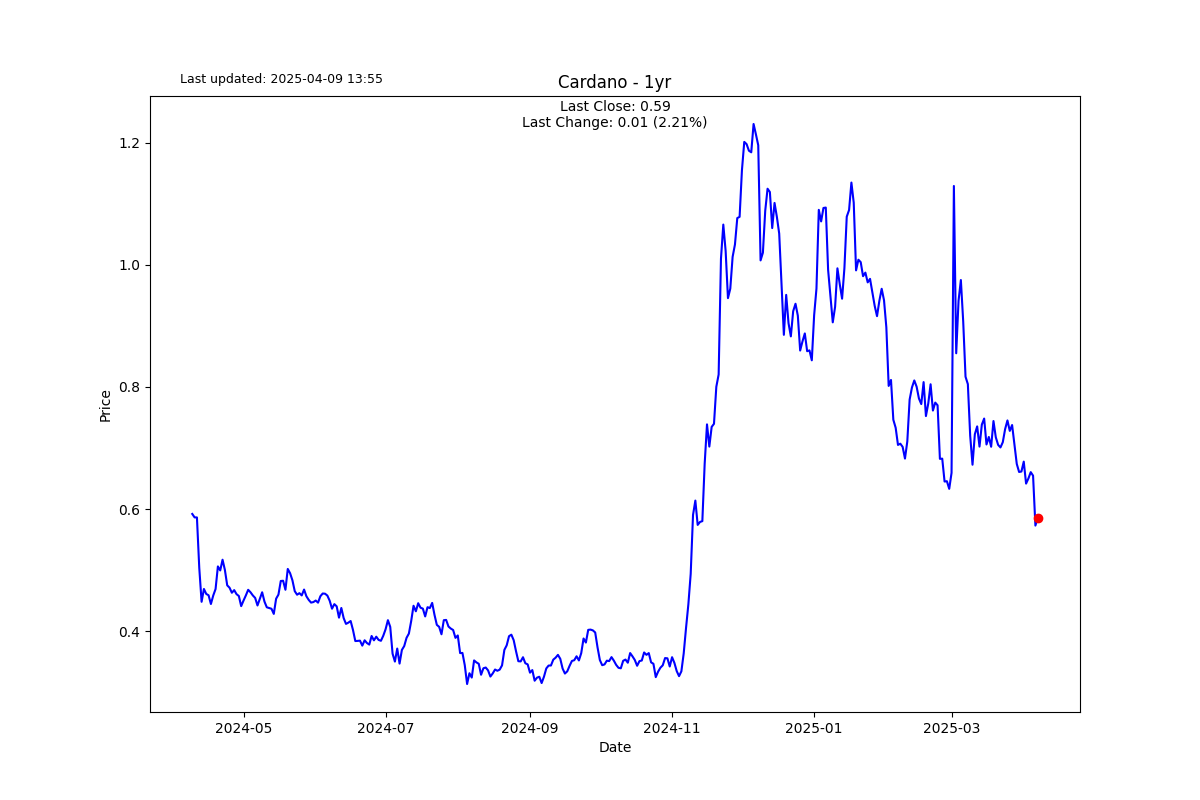 Last updated: 2025-04-09 13:55
Cardano - 1yr
Last Close: 0.59
Last Change: 0.01 (2.21%)
1.2
1.0
0.8
0.6
0.4
Price
2024-05
2024-07
2024-09
2024-11
2025-01
2025-03
Date